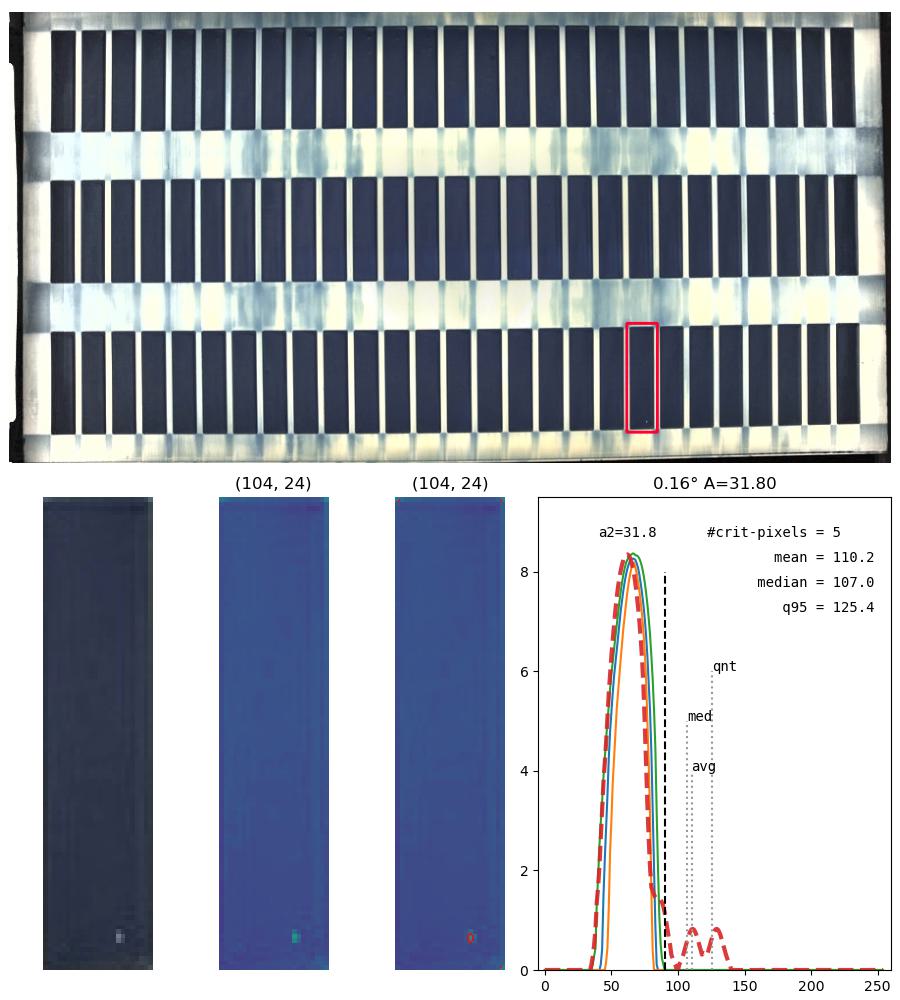 (104, 24)
(104, 24)
0.16° A=31.80
a2=31.8
#crit-pixels = 5
mean = 110.2
median = 107.0
q95 = 125.4
qnt
med
avg
8
6
4
2
0
0 50 100 150 200 250